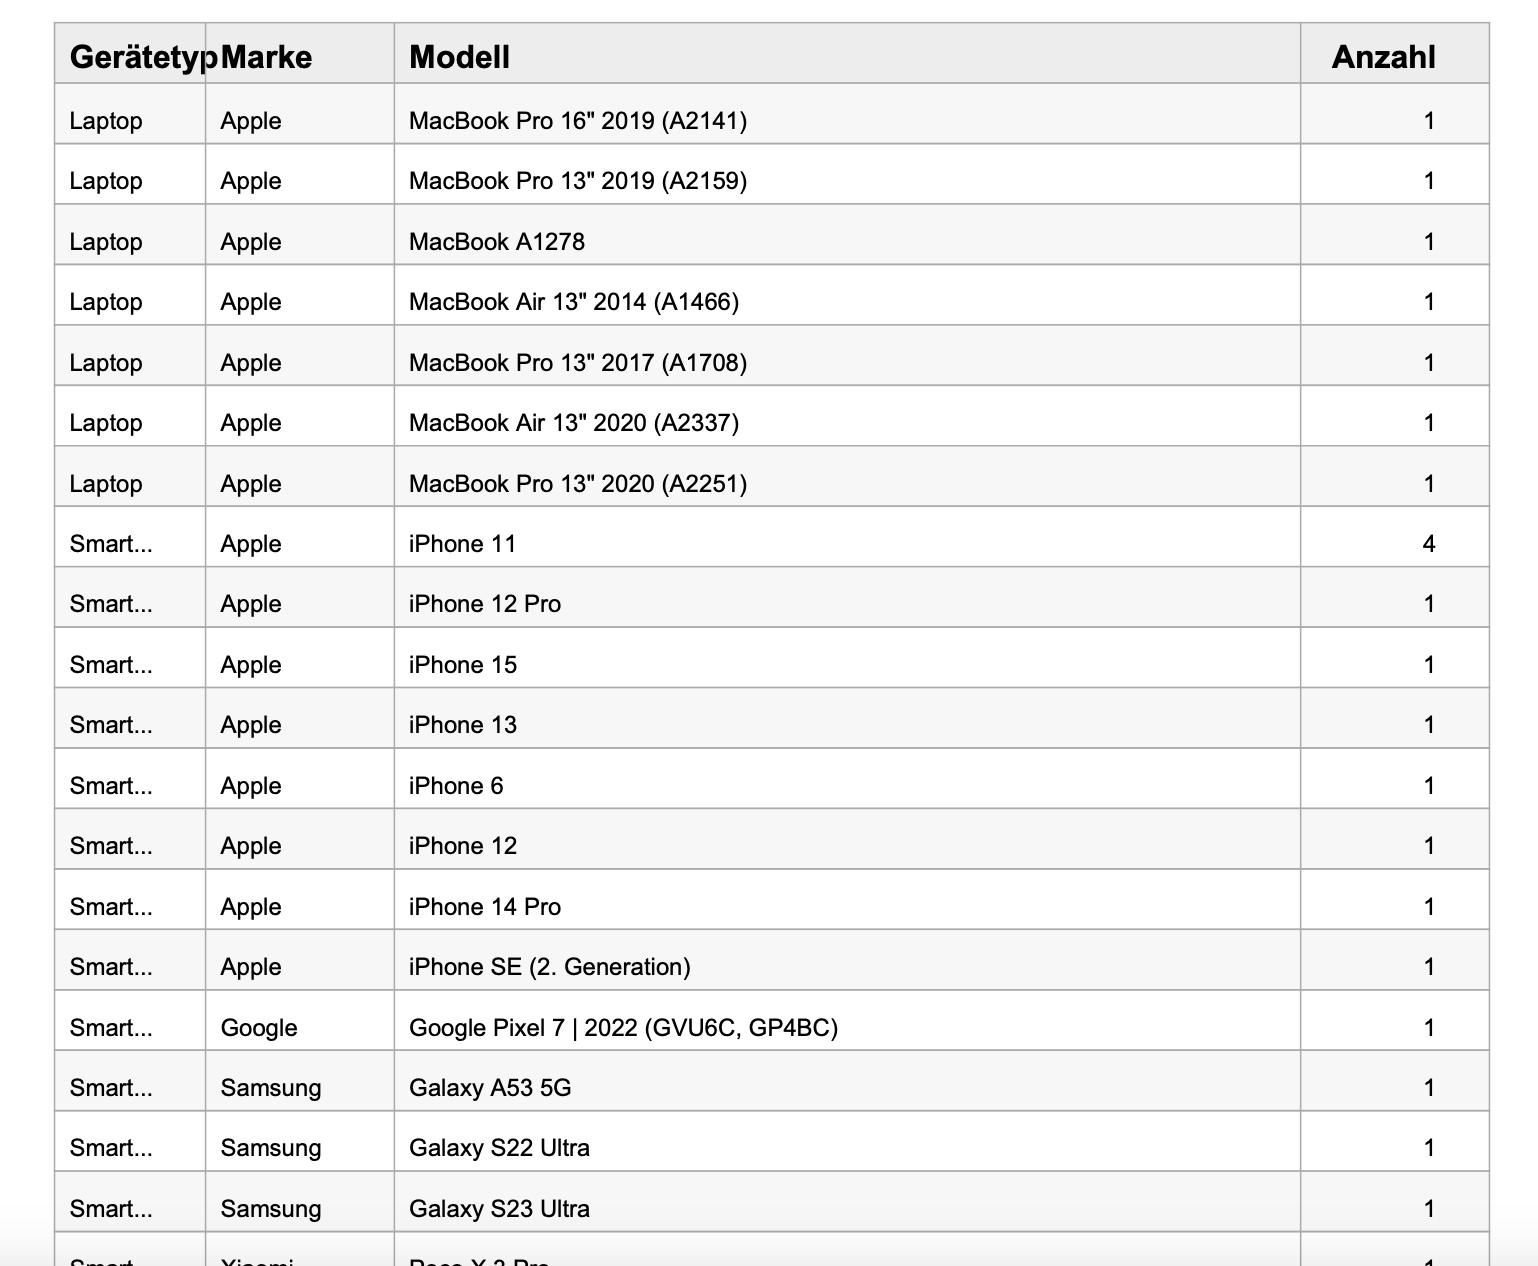 Gerätetyp Marke Modell Anzahl
Laptop Apple MacBook Pro 16" 2019 (A2141) 1
Laptop Apple MacBook Pro 13" 2019 (A2159) 1
Laptop Apple MacBook A1278 1
Laptop Apple MacBook Air 13" 2014 (A1466) 1
Laptop Apple MacBook Pro 13" 2017 (A1708) 1
Laptop Apple MacBook Air 13" 2020 (A2337) 1
Laptop Apple MacBook Pro 13" 2020 (A2251) 1
Smart... Apple iPhone 11 4
Smart... Apple iPhone 12 Pro 1
Smart... Apple iPhone 15 1
Smart... Apple iPhone 13 1
Smart... Apple iPhone 6 1
Smart... Apple iPhone 12 1
Smart... Apple iPhone 14 Pro 1
Smart... Apple iPhone SE (2. Generation) 1
Smart... Google Google Pixel 7 | 2022 (GVU6C, GP4BC) 1
Smart... Samsung Galaxy A53 5G 1
Smart... Samsung Galaxy S22 Ultra 1
Smart... Samsung Galaxy S23 Ultra 1
Smart... Xiaomi Poco X 3 Pro 1